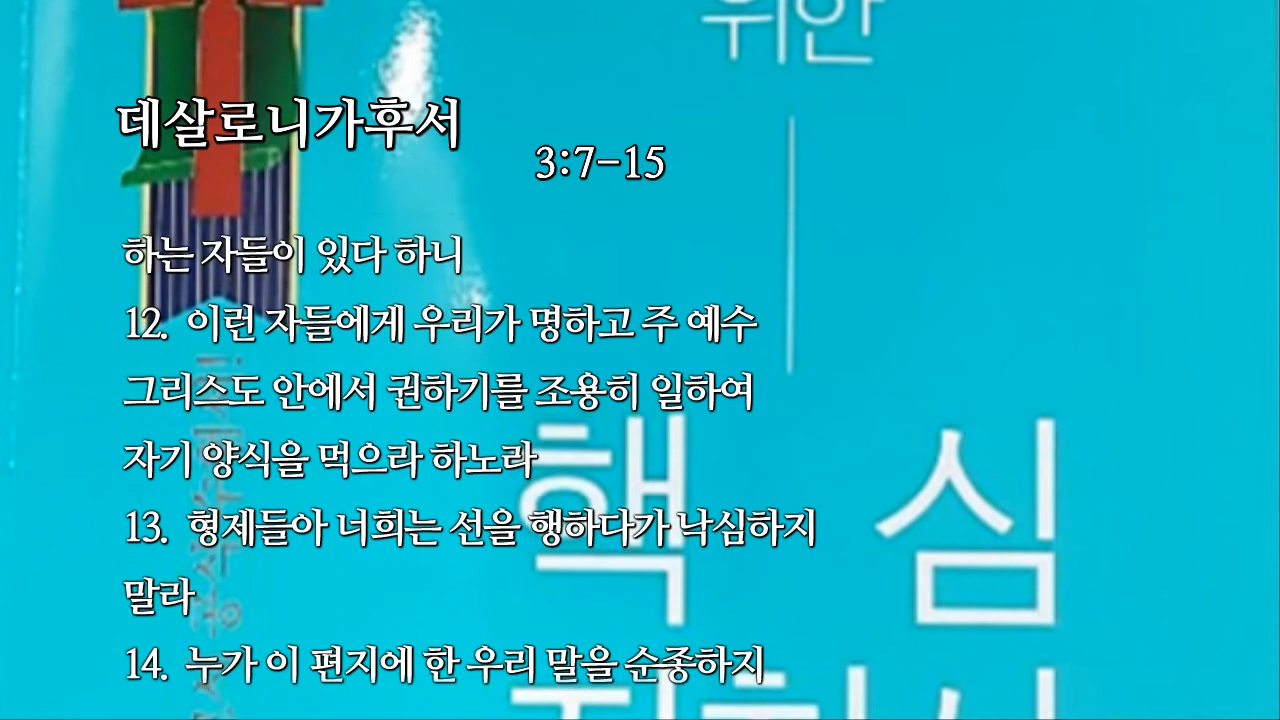 위한
데살로니가후서
3:7-15
하는 자들이 있다 하니
12. 이런 자들에게 우리가 명하고 주 예수
그리스도 안에서 권하기를 조용히 일하여
자기 양식을 먹으라 하노라
13. 형제들아 너희는 선을 행하다가 낙심하지
말라
14. 누가 이 편지에 한 우리 말을 순종하지
핵 심